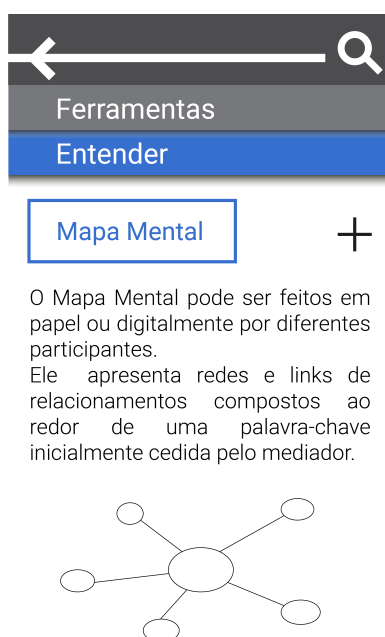 Ferramentas
Entender
Mapa Mental
O Mapa Mental pode ser feitos em
papel ou digitalmente por diferentes
participantes.
Ele apresenta redes e links de
relacionamentos compostos ao
redor de uma palavra-chave
inicialmente cedida pelo mediador.